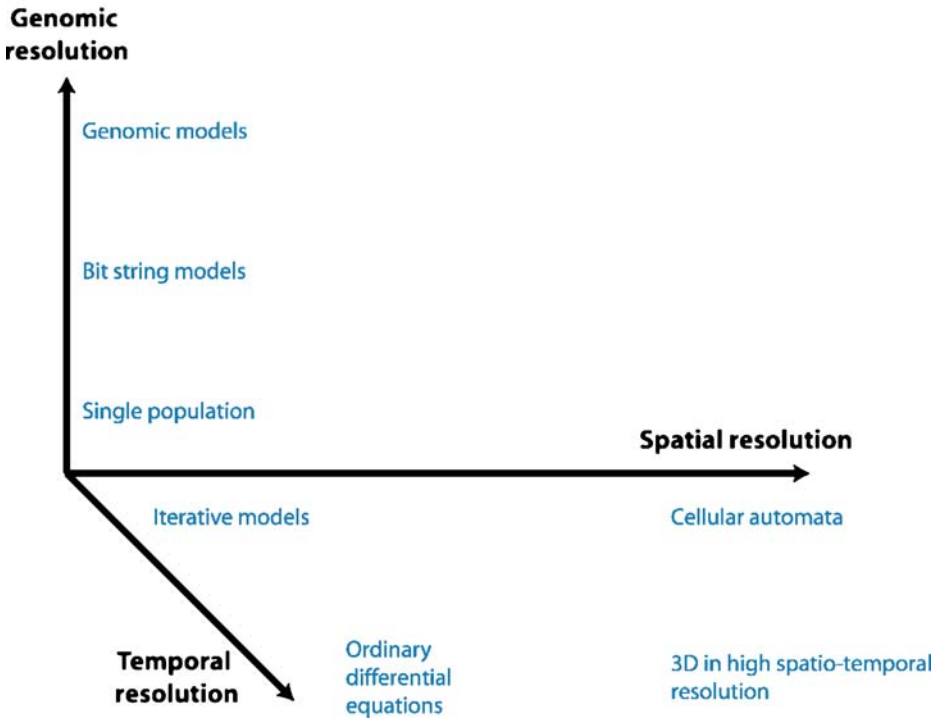 Genomic
resolution
Genomic models
Bit string models
Single population
Spatial resolution
Iterative models
Cellular automata
Temporal
resolution
Ordinary
differential
equations
3D in high spatio-temporal
resolution